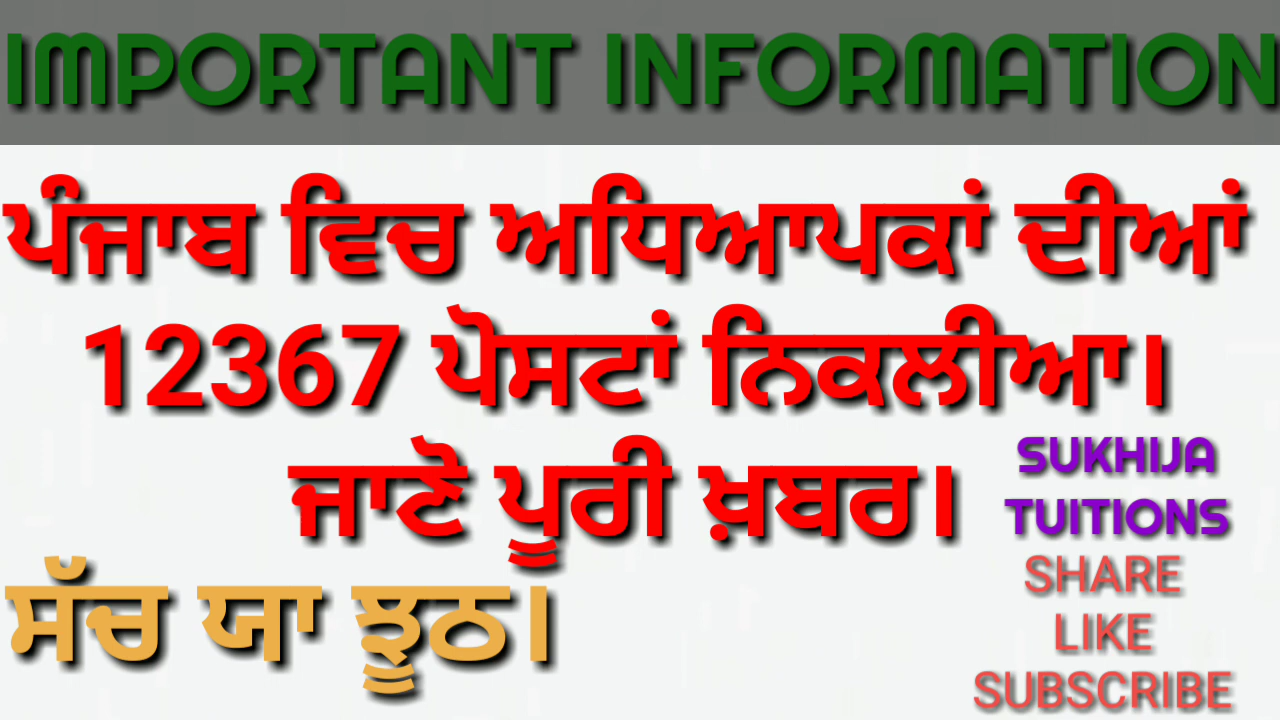 IMPORTANT INFORMATION
ਪੰਜਾਬ ਵਿਚ ਅਧਿਆਪਕਾਂ ਦੀਆਂ
12367 ਪੋਸਟਾਂ ਨਿਕਲੀਆ।
ਜਾਣੋ ਪੂਰੀ ਖ਼ਬਰ।
ਸੱਚ ਯਾ ਝੂਠ।
SUKHIJA
TUITIONS
SHARE
LIKE
SUBSCRIBE